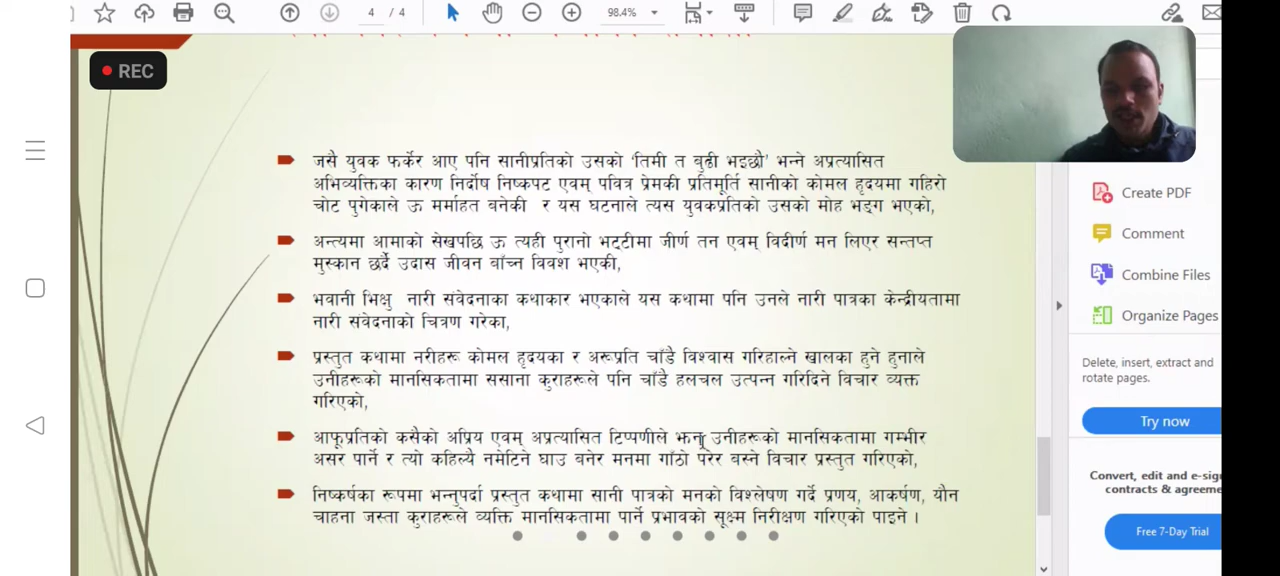 4 / 4
98.4%
REC
जसै युवक फर्केर आए पनि सानीप्रतिको उसको ‘तिमी त बुढी भइछौ’ भन्ने अप्रत्यासित
अभिव्यक्तिका कारण निर्दोष निष्कपट एवम् पवित्र प्रेमकी प्रतिमूर्ति सानीको कोमल हृदयमा गहिरो
चोट पुगेकाले ऊ मर्माहत बनेकी र यस घटनाले त्यस युवकप्रतिको उसको मोह भङ्ग भएको,
अन्त्यमा आमाको सेखपछि ऊ त्यही पुरानो भट्टीमा जीर्ण तन एवम् विदीर्ण मन लिएर सन्तप्त
मुस्कान छर्दै उदास जीवन बाँच्न विवश भएकी,
भवानी भिक्षु नारी संवेदनाका कथाकार भएकाले यस कथामा पनि उनले नारी पात्रका केन्द्रीयतामा
नारी संवेदनाको चित्रण गरेका,
प्रस्तुत कथामा नरीहरू कोमल हृदयका र अरूप्रति चाँडै विश्वास गरिहाल्ने खालका हुने हुनाले
उनीहरूको मानसिकतामा ससाना कुराहरूले पनि चाँडै हलचल उत्पन्न गरिदिने विचार व्यक्त
गरिएको,
आफूप्रतिको कसैको अप्रिय एवम् अप्रत्यासित टिप्पणीले झन् उनीहरूको मानसिकतामा गम्भीर
असर पार्ने र त्यो कहिल्यै नमेटिने घाउ बनेर मनमा गाँठो परेर बस्ने विचार प्रस्तुत गरिएको,
निष्कर्षका रूपमा भन्नुपर्दा प्रस्तुत कथामा सानी पात्रको मनको विश्लेषण गर्दै प्रणय, आकर्षण, यौन
चाहना जस्ता कुराहरूले व्यक्ति मानसिकतामा पार्ने प्रभावको सूक्ष्म निरीक्षण गरिएको पाइने ।
Create PDF
Comment
Combine Files
Organize Pages
Delete, insert, extract and
rotate pages.
Try now
Convert, edit and e-sign
contracts & agreeme
Free 7-Day Trial